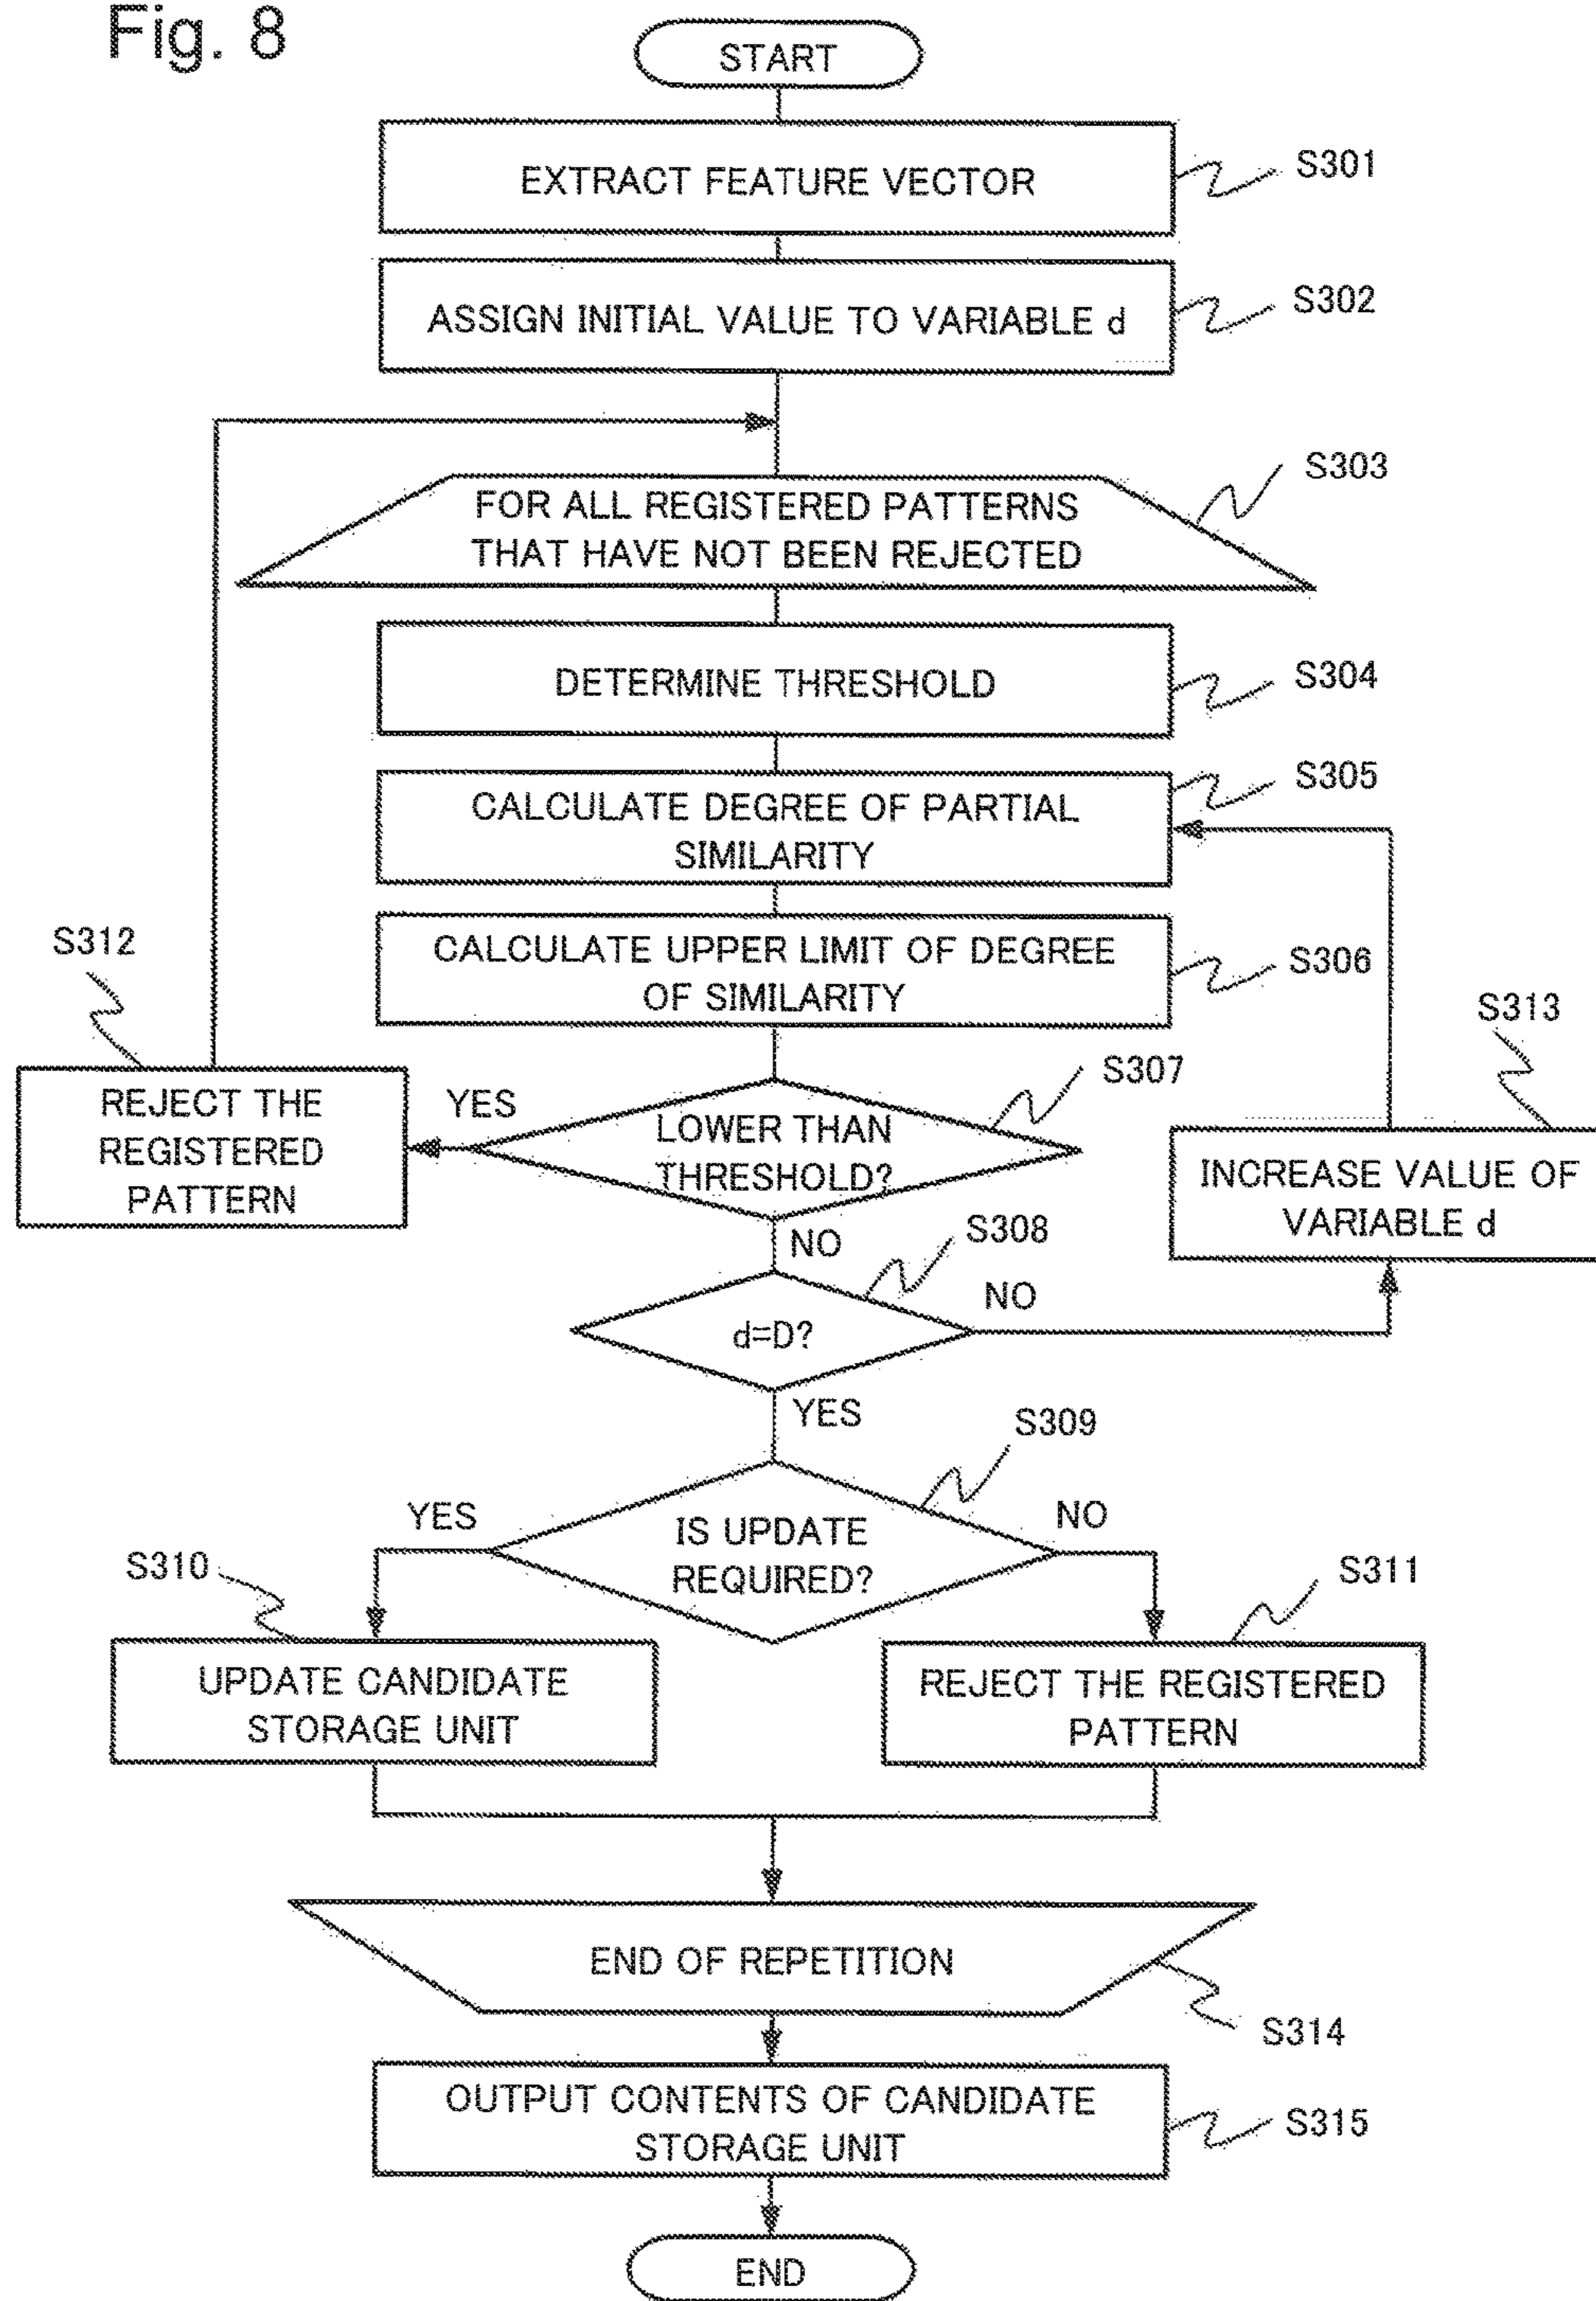 Fig. 8
START
EXTRACT FEATURE VECTOR
S301
ASSIGN INITIAL VALUE TO VARIABLE d
S302
FOR ALL REGISTERED PATTERNS
THAT HAVE NOT BEEN REJECTED
S303
DETERMINE THRESHOLD
S304
CALCULATE DEGREE OF PARTIAL
SIMILARITY
S305
CALCULATE UPPER LIMIT OF DEGREE
OF SIMILARITY
S306
S312
REJECT THE
REGISTERED
PATTERN
YES
LOWER THAN
THRESHOLD?
S307
S313
INCREASE VALUE OF
VARIABLE d
NO
S308
d=D?
NO
YES
S309
IS UPDATE
REQUIRED?
YES
NO
S310
UPDATE CANDIDATE
STORAGE UNIT
S311
REJECT THE REGISTERED
PATTERN
END OF REPETITION
S314
OUTPUT CONTENTS OF CANDIDATE
STORAGE UNIT
S315
END